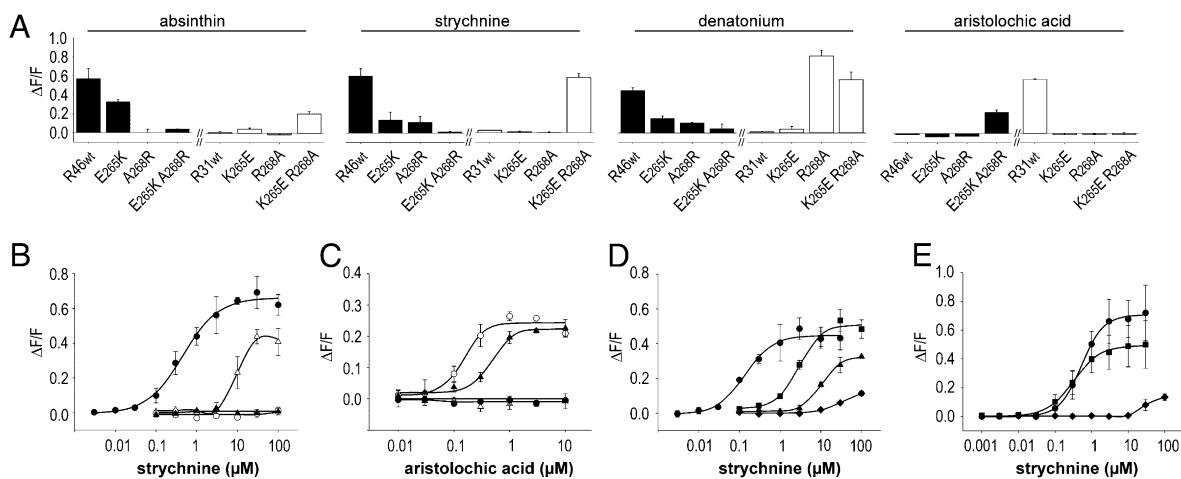 A
absinthin
strychnine
denatonium
aristolochic acid
ΔF/F
1.0
0.8
0.6
0.4
0.2
0.0
R46wt
E265K
A268R
E265K A268R
R31wt
K265E
R268A
K265E R268A
R46wt
E265K
A268R
E265K A268R
R31wt
K265E
R268A
K265E R268A
R46wt
E265K
A268R
E265K A268R
R31wt
K265E
R268A
K265E R268A
R46wt
E265K
A268R
E265K A268R
R31wt
K265E
R268A
K265E R268A
B
ΔF/F
0.8
0.6
0.4
0.2
0.0
0.01 0.1 1 10 100
strychnine (µM)
C
ΔF/F
0.4
0.3
0.2
0.1
0.0
0.01 0.1 1 10
aristolochic acid (µM)
D
ΔF/F
0.8
0.6
0.4
0.2
0.0
0.01 0.1 1 10 100
strychnine (µM)
E
ΔF/F
1.0
0.8
0.6
0.4
0.2
0.0
0.001 0.01 0.1 1 10 100
strychnine (µM)